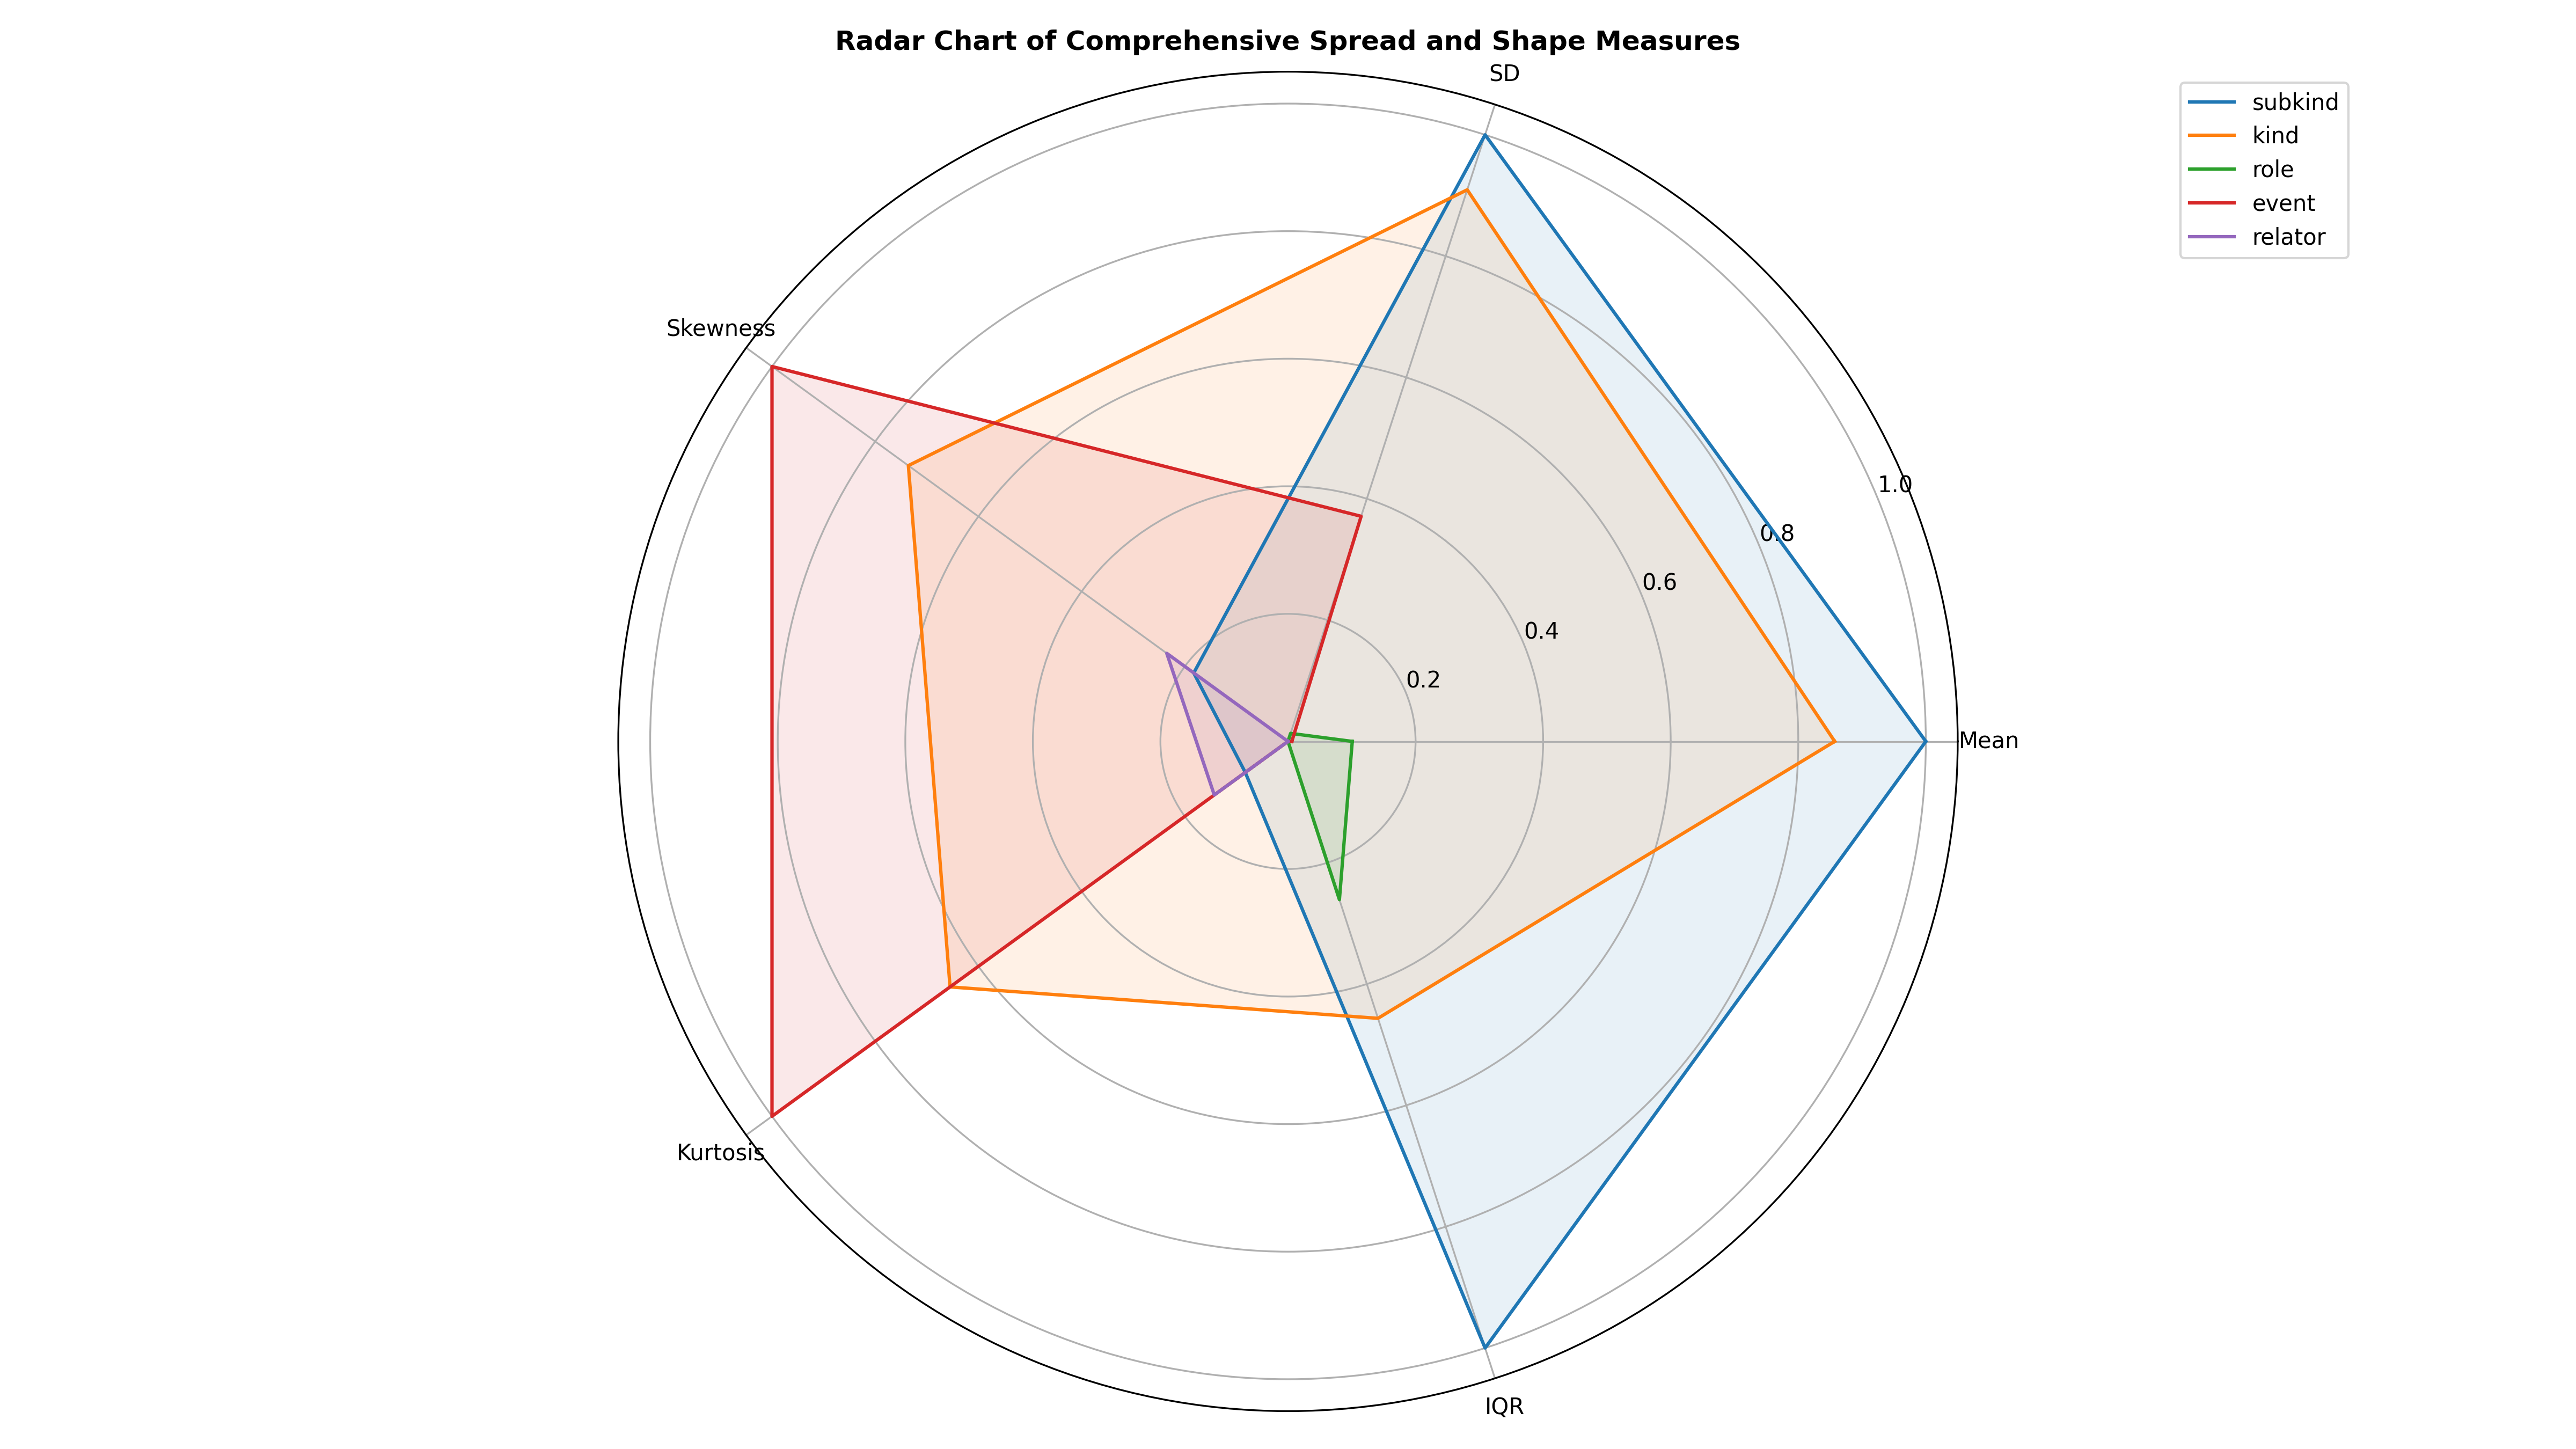 Radar Chart of Comprehensive Spread and Shape Measures
SD
subkind
kind
role
event
relator
Skewness
1.0
0.8
0.6
0.4
0.2
Mean
Kurtosis
IQR